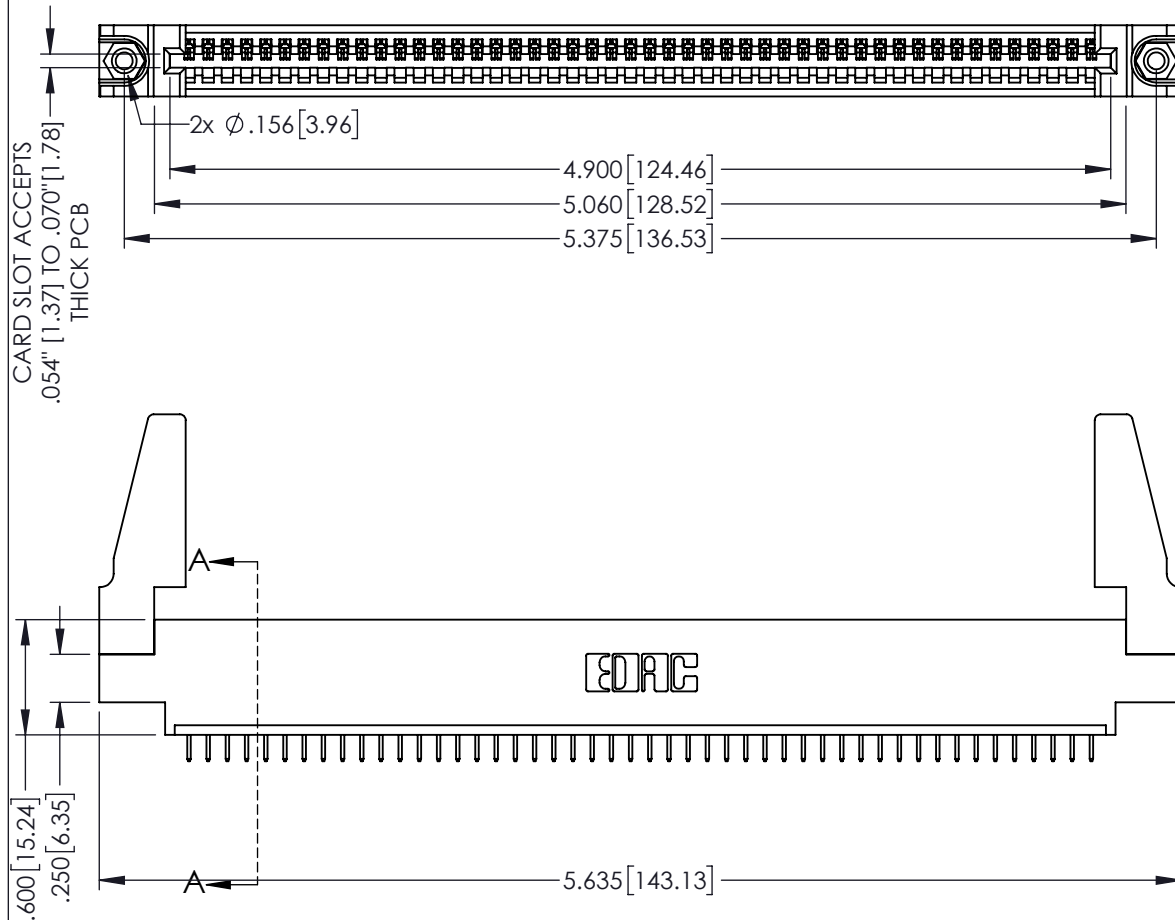 2x Ø.156[3.96]
4.900[124.46]
5.060[128.52]
5.375[136.53]
CARD SLOT ACCEPTS
.054" [1.37] TO .070"[1.78]
THICK PCB
A
EDAC
.600[15.24]
.250[6.35]
A
5.635[143.13]